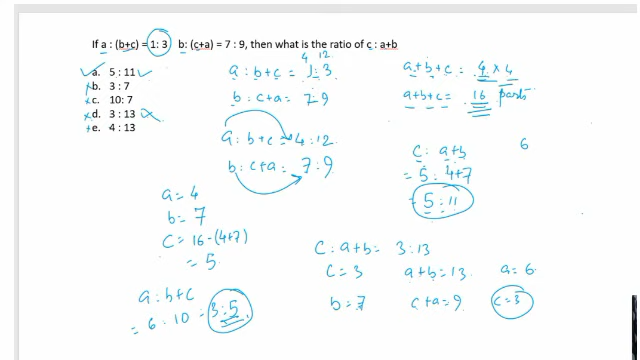 If a : (b+c) = 1: 3 b: (c+a) = 7 : 9, then what is the ratio of c : a+b
a. 5 : 11
b. 3 : 7
c. 10: 7
d. 3 : 13
e. 4 : 13
4 12
a : b+c = 1:3
b : c+a = 7:9
a : b+c = 4:12
b : c+a = 7:9
a = 4
b = 7
C = 16-(4+7)
= 5
a : b+c
= 6 : 10 = 3:5
a+b+c = 4 × 4
a+b+c = 16 parts
6
C : a+b
= 5 : 4+7
= 5 : 11
C : a+b = 3:13
C = 3 a+b = 13 a = 6
b = 7 c+a = 9 c = 3